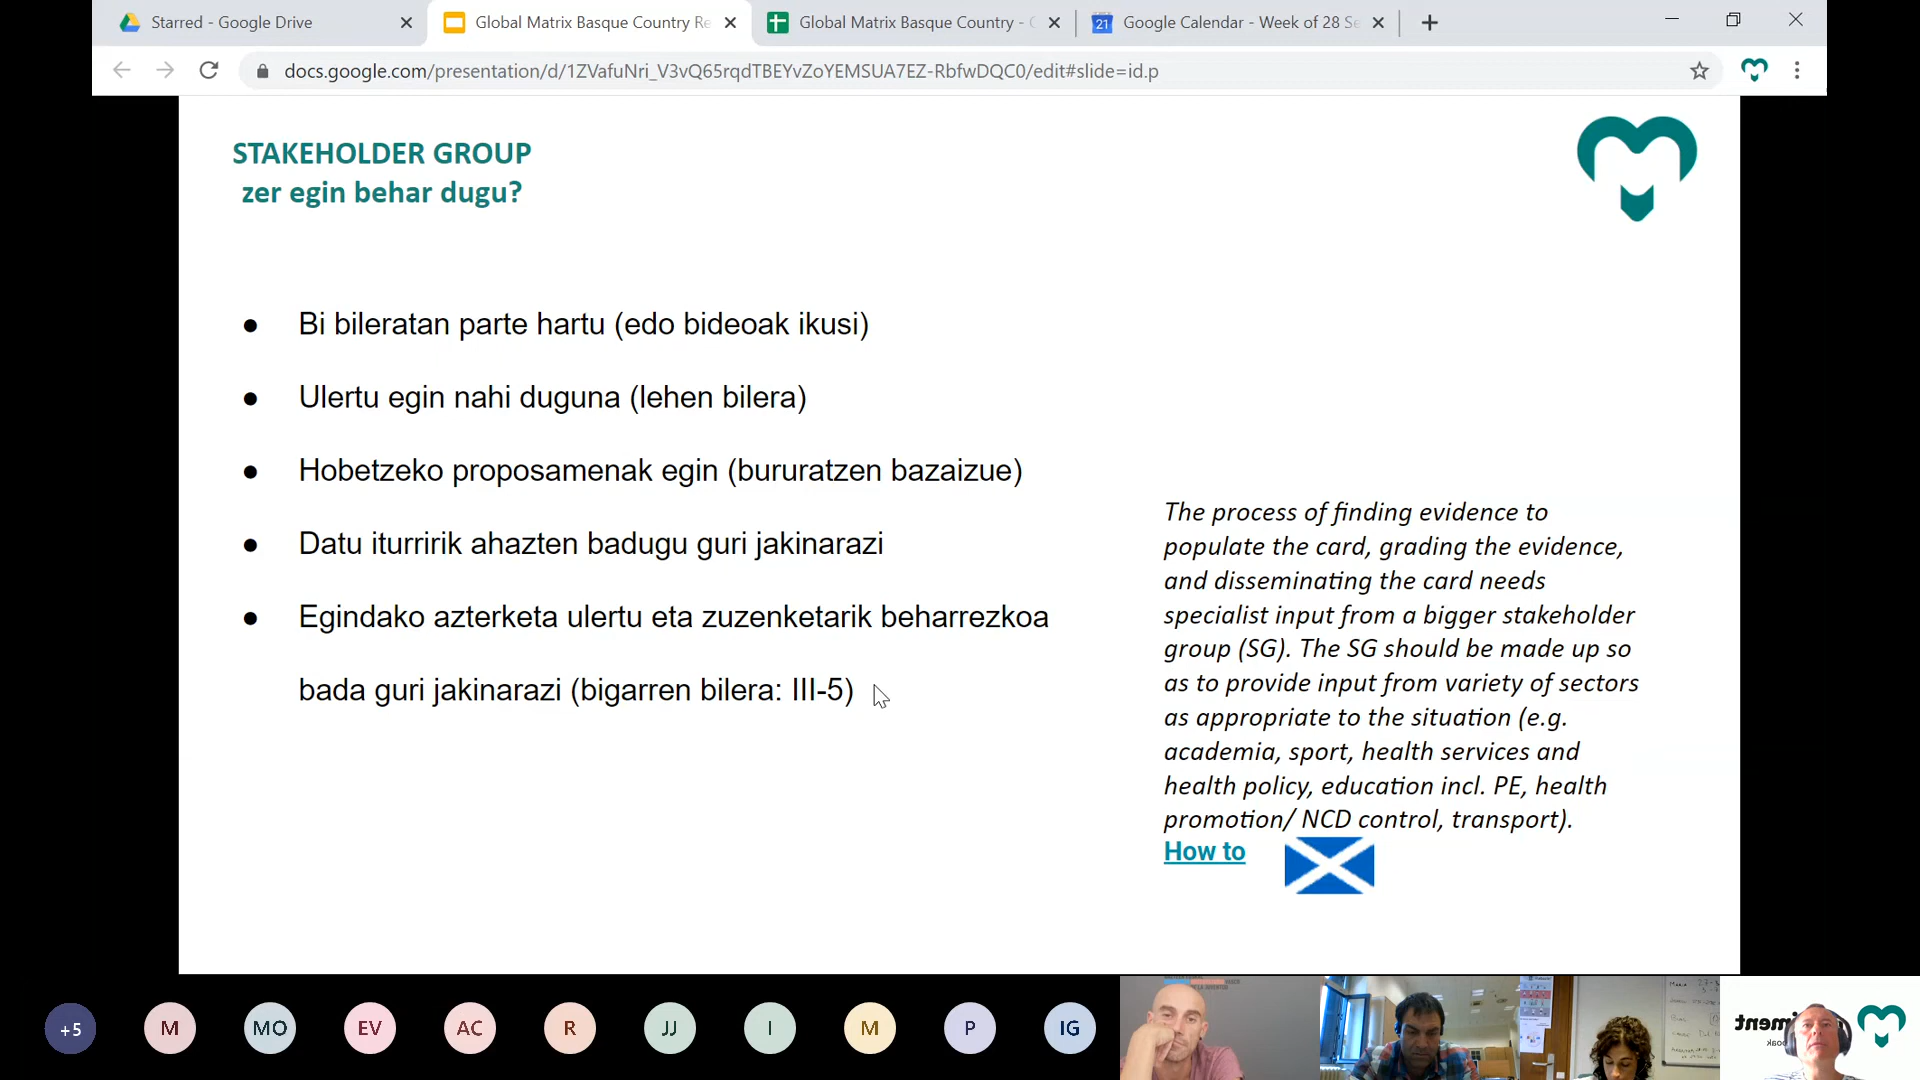 Starred - Google Drive
Global Matrix Basque Country Re
Global Matrix Basque Country -
Google Calendar - Week of 28 Se
21
docs.google.com/presentation/d/1ZVafuNri_V3vQ65rqdTBEYvZoYEMSUA7EZ-RbfwDQC0/edit#slide=id.p
STAKEHOLDER GROUP
zer egin behar dugu?
● Bi bileratan parte hartu (edo bideoak ikusi)
● Ulertu egin nahi duguna (lehen bilera)
● Hobetzeko proposamenak egin (bururatzen bazaizue)
● Datu iturririk ahazten badugu guri jakinarazi
● Egindako azterketa ulertu eta zuzenketarik beharrezkoa
bada guri jakinarazi (bigarren bilera: III-5)
The process of finding evidence to
populate the card, grading the evidence,
and disseminating the card needs
specialist input from a bigger stakeholder
group (SG). The SG should be made up so
as to provide input from variety of sectors
as appropriate to the situation (e.g.
academia, sport, health services and
health policy, education incl. PE, health
promotion/ NCD control, transport).
How to
+5
M
MO
EV
AC
R
JJ
I
M
P
IG